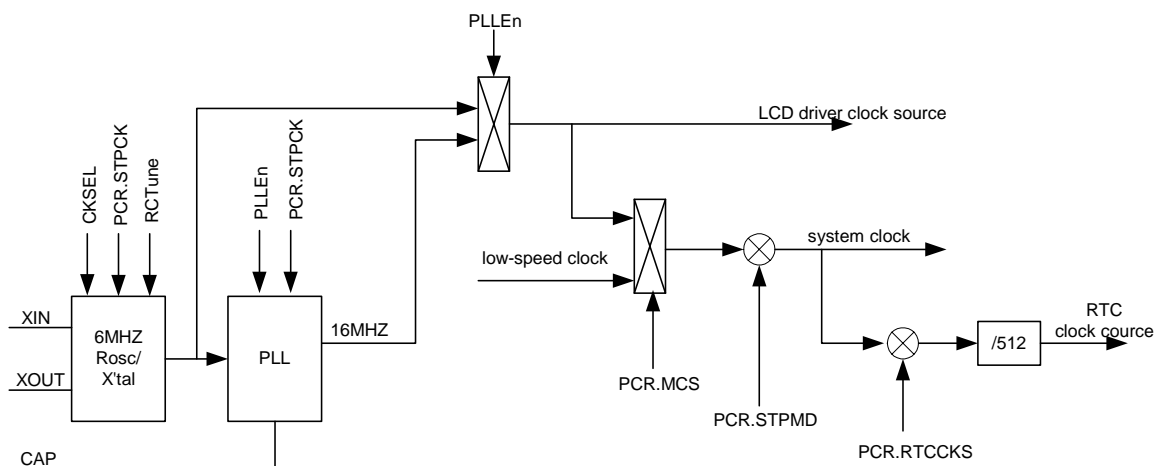 PLLEn
LCD driver clock source
CKSEL
PCR.STPCK
RCTune
PLLEn
PCR.STPCK
low-speed clock
system clock
XIN
XOUT
6MHZ
Rosc/
X'tal
PLL
16MHZ
RTC
clock cource
/512
PCR.MCS
PCR.STPMD
PCR.RTCCKS
CAP